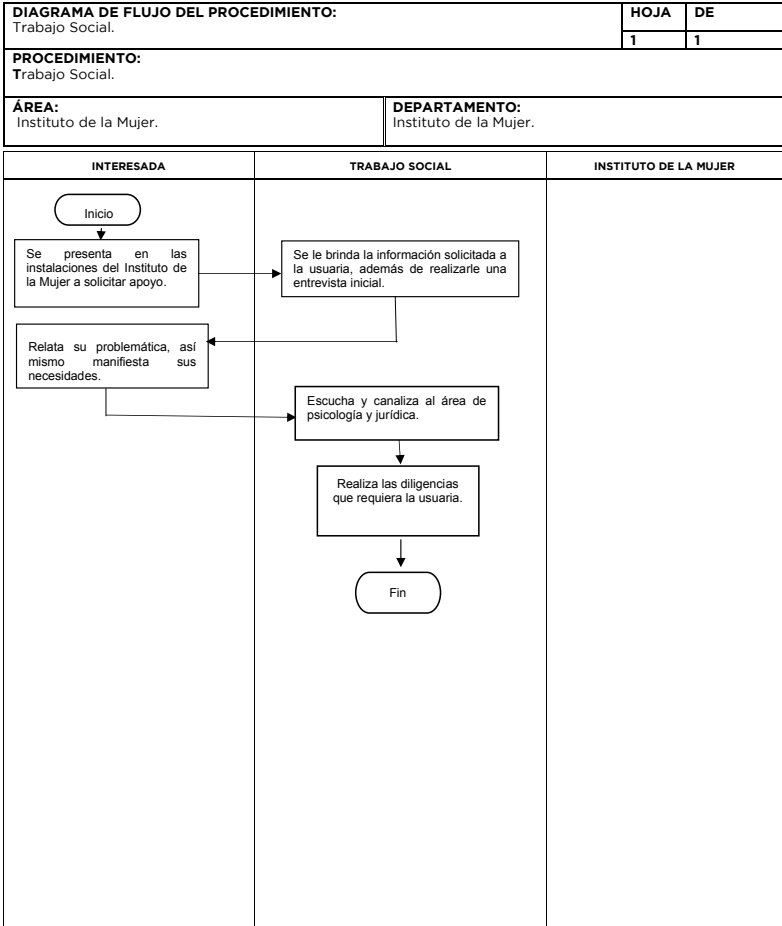 DIAGRAMA DE FLUJO DEL PROCEDIMIENTO:
Trabajo Social.
HOJA DE
1 1
PROCEDIMIENTO:
Trabajo Social.
ÁREA:
Instituto de la Mujer.
DEPARTAMENTO:
Instituto de la Mujer.
INTERESADA
TRABAJO SOCIAL
INSTITUTO DE LA MUJER
Inicio
Se presenta en las
instalaciones del Instituto de
la Mujer a solicitar apoyo.
Se le brinda la información solicitada a
la usuaria, además de realizarle una
entrevista inicial.
Relata su problemática, así
mismo manifiesta sus
necesidades.
Escucha y canaliza al área de
psicología y jurídica.
Realiza las diligencias
que requiera la usuaria.
Fin